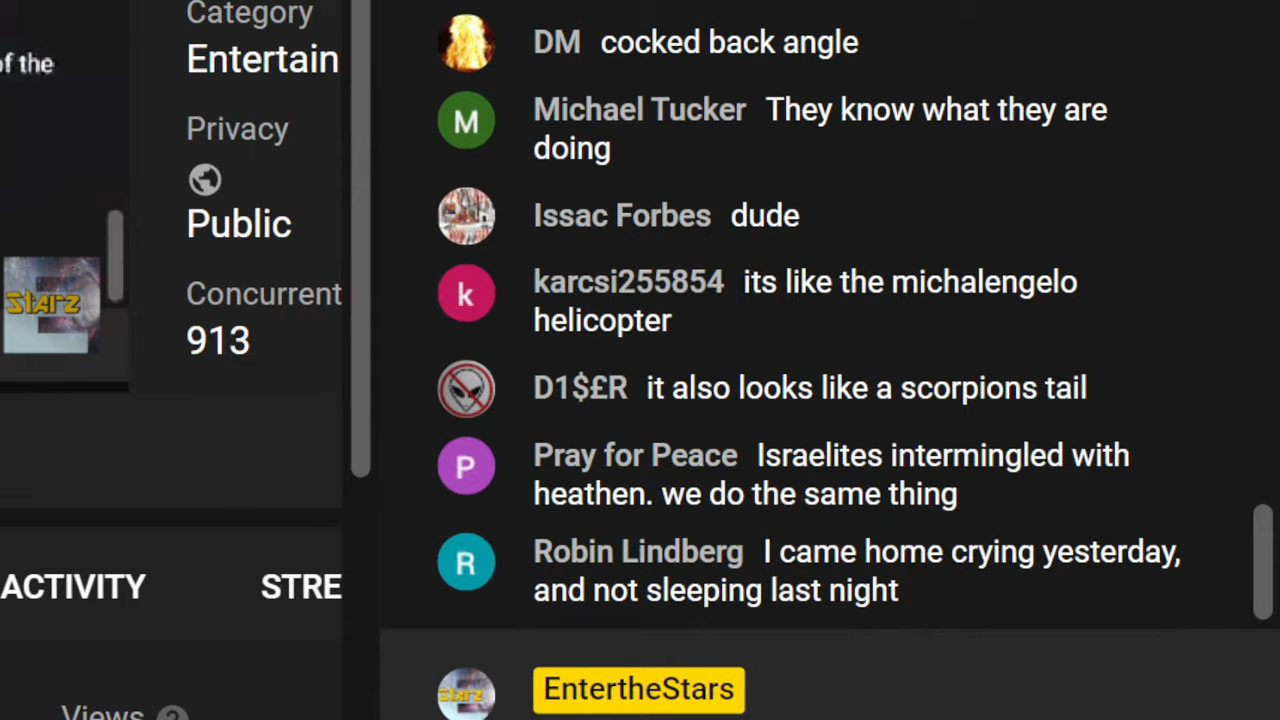 of the
Category
Entertain
Privacy
Public
Concurrent
913
STARZ
ACTIVITY STRE
Views ?
DM cocked back angle
M Michael Tucker They know what they are
doing
Issac Forbes dude
k karcsi255854 its like the michalengelo
helicopter
D1$£R it also looks like a scorpions tail
P Pray for Peace Israelites intermingled with
heathen. we do the same thing
R Robin Lindberg I came home crying yesterday,
and not sleeping last night
STARZ EntertheStars